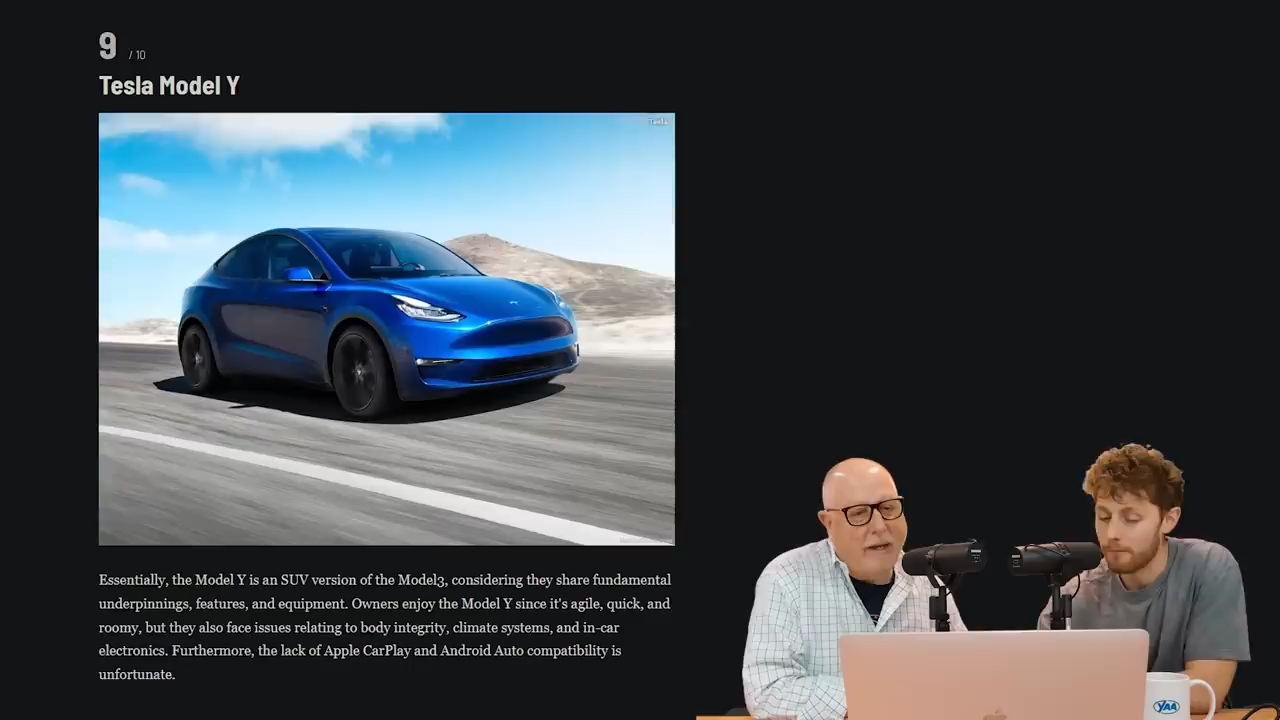 9 / 10
Tesla Model Y
Tesla
Essentially, the Model Y is an SUV version of the Model3, considering they share fundamental
underpinnings, features, and equipment. Owners enjoy the Model Y since it's agile, quick, and
roomy, but they also face issues relating to body integrity, climate systems, and in-car
electronics. Furthermore, the lack of Apple CarPlay and Android Auto compatibility is
unfortunate.
YAA